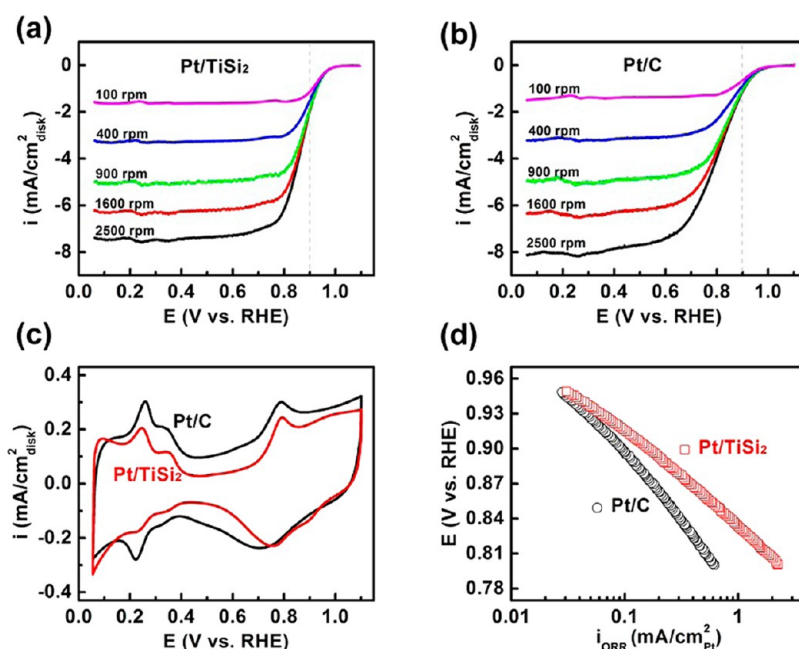 (a)
Pt/TiSi₂
100 rpm
400 rpm
900 rpm
1600 rpm
2500 rpm
0
-2
-4
-6
-8
i (mA/cm²disk)
0.0 0.2 0.4 0.6 0.8 1.0
E (V vs. RHE)
(b)
Pt/C
100 rpm
400 rpm
900 rpm
1600 rpm
2500 rpm
0
-2
-4
-6
-8
i (mA/cm²disk)
0.0 0.2 0.4 0.6 0.8 1.0
E (V vs. RHE)
(c)
Pt/C
Pt/TiSi₂
0.4
0.2
0.0
-0.2
-0.4
i (mA/cm²disk)
0.0 0.2 0.4 0.6 0.8 1.0
E (V vs. RHE)
(d)
Pt/TiSi₂
Pt/C
0.96
0.93
0.90
0.87
0.84
0.81
0.78
E (V vs. RHE)
0.01 0.1 1
iORR (mA/cm²Pt)